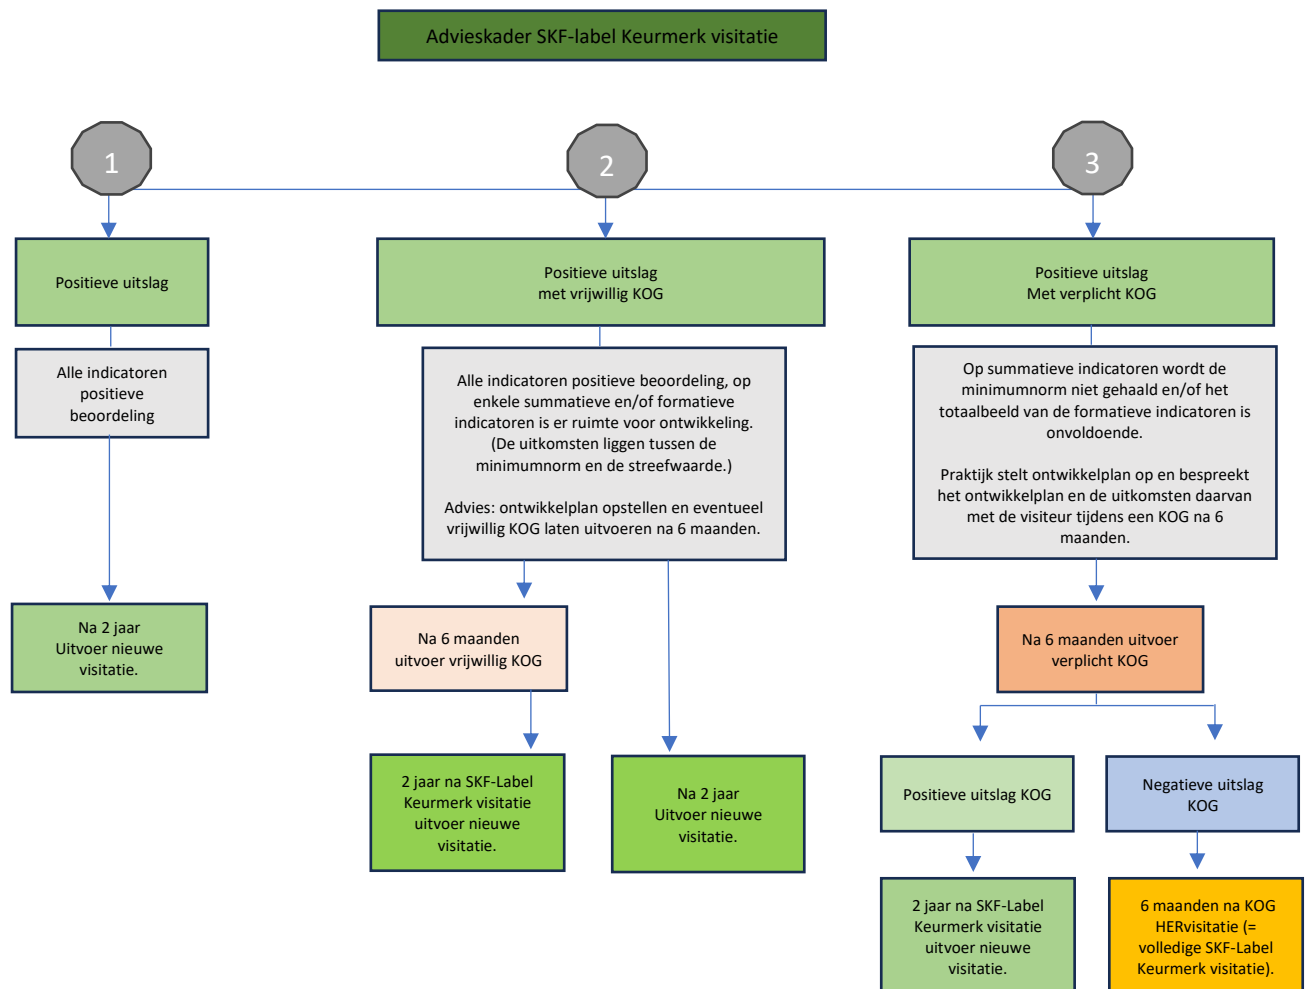 Advieskader SKF-label Keurmerk visitatie
1
2
3
Positieve uitslag
Positieve uitslag
met vrijwillig KOG
Positieve uitslag
Met verplicht KOG
Alle indicatoren
positieve
beoordeling
Alle indicatoren positieve beoordeling, op
enkele summatieve en/of formatieve
indicatoren is er ruimte voor ontwikkeling.
(De uitkomsten liggen tussen de
minimumnorm en de streefwaarde.)
Advies: ontwikkelplan opstellen en eventueel
vrijwillig KOG laten uitvoeren na 6 maanden.
Op summatieve indicatoren wordt de
minimumnorm niet gehaald en/of het
totaalbeeld van de formatieve indicatoren is
onvoldoende.
Praktijk stelt ontwikkelplan op en bespreekt
het ontwikkelplan en de uitkomsten daarvan
met de visiteur tijdens een KOG na 6
maanden.
Na 2 jaar
Uitvoer nieuwe
visitatie.
Na 6 maanden
uitvoer vrijwillig KOG
Na 6 maanden uitvoer
verplicht KOG
2 jaar na SKF-Label
Keurmerk visitatie
uitvoer nieuwe
visitatie.
Na 2 jaar
Uitvoer nieuwe
visitatie.
Positieve uitslag KOG
Negatieve uitslag
KOG
2 jaar na SKF-Label
Keurmerk visitatie
uitvoer nieuwe
visitatie.
6 maanden na KOG
HERvisitatie (=
volledige SKF-Label
Keurmerk visitatie).